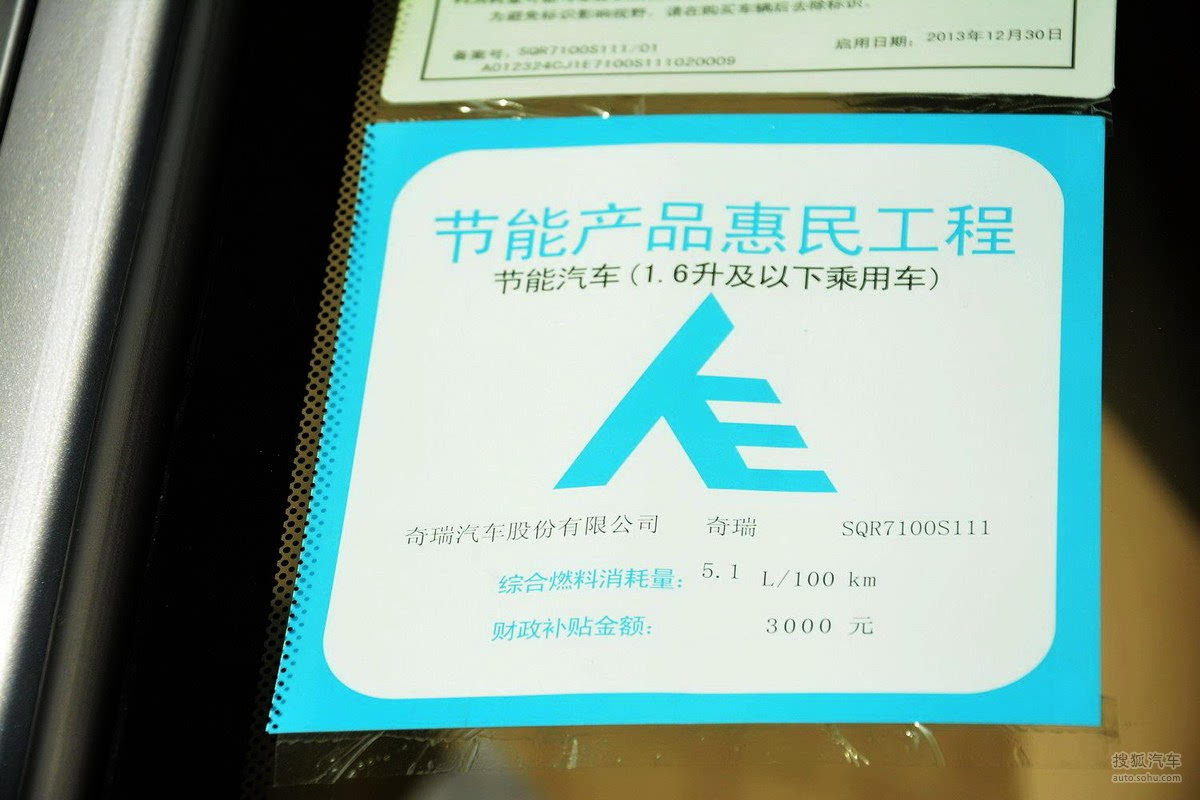 为避免标识影响视野，请在购买车辆后去除标识。
备案号：SQR7100S111/01
启用日期：2013年12月30日
A012324CJ1E7100S111020009
节能产品惠民工程
节能汽车(1.6升及以下乘用车)
奇瑞汽车股份有限公司 奇瑞 SQR7100S111
综合燃料消耗量：5.1 L/100 km
财政补贴金额：3000 元
搜狐汽车
auto.sohu.com